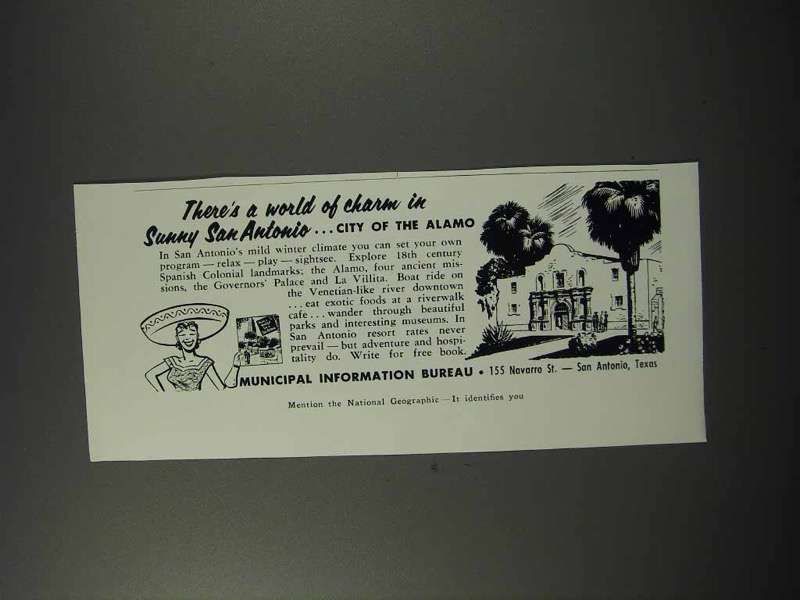 There's a world of charm in
Sunny San Antonio ... CITY OF THE ALAMO
In San Antonio's mild winter climate you can set your own
program — relax — play — sightsee. Explore 18th century
Spanish Colonial landmarks; the Alamo, four ancient mis-
sions, the Governors' Palace and La Villita. Boat ride on
the Venetian-like river downtown
... eat exotic foods at a riverwalk
cafe ... wander through beautiful
parks and interesting museums. In
San Antonio resort rates never
prevail — but adventure and hospi-
tality do. Write for free book.
MUNICIPAL INFORMATION BUREAU • 155 Navarro St. — San Antonio, Texas
Mention the National Geographic — It identifies you